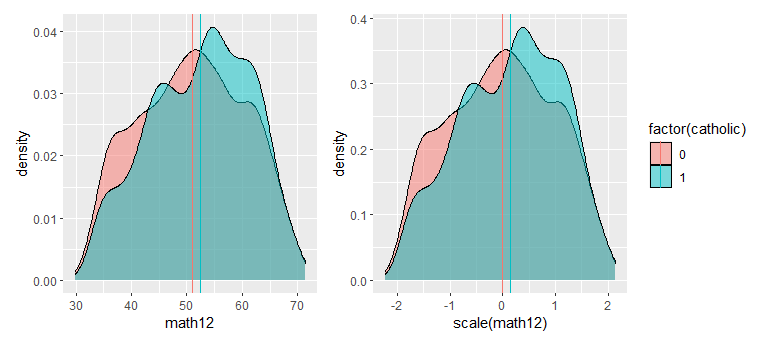 density
0.04
0.03
0.02
0.01
0.00
30 40 50 60 70
math12
density
0.4
0.3
0.2
0.1
0.0
-2 -1 0 1 2
scale(math12)
factor(catholic)
0
1